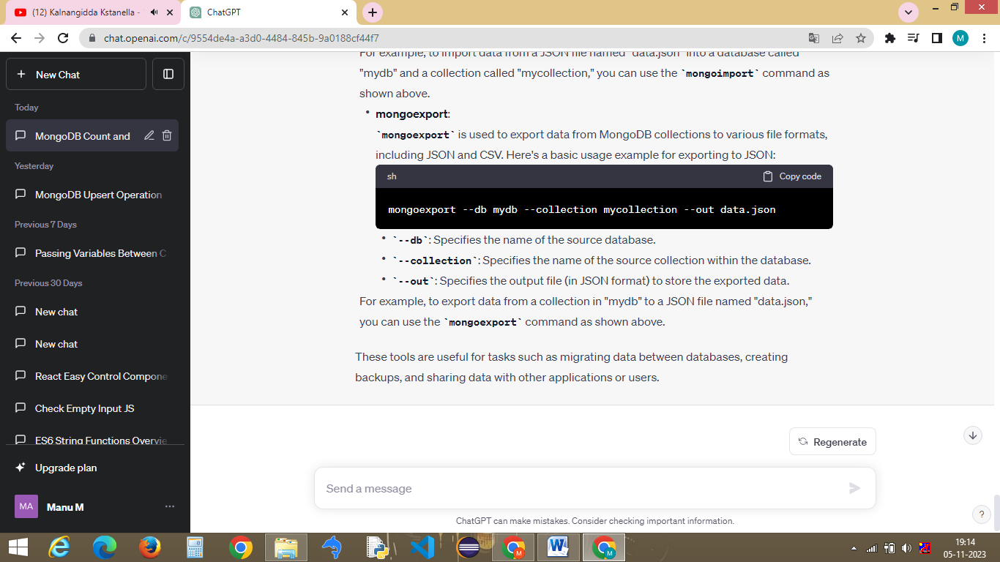 (12) Kalnangidda Kstanella -
ChatGPT
chat.openai.com/c/9554de4a-a3d0-4484-845b-9a0188cf44f7
M
New Chat
Today
MongoDB Count and
Yesterday
MongoDB Upsert Operation
Previous 7 Days
Passing Variables Between C
Previous 30 Days
New chat
New chat
React Easy Control Compone
Check Empty Input JS
ES6 String Functions Overvie
Upgrade plan
MA
Manu M
For example, to import data from a JSON file named "data.json" into a database called
"mydb" and a collection called "mycollection," you can use the `mongoimport` command as
shown above.
• mongoexport:
`mongoexport` is used to export data from MongoDB collections to various file formats,
including JSON and CSV. Here's a basic usage example for exporting to JSON:
sh
Copy code
mongoexport --db mydb --collection mycollection --out data.json
• `--db`: Specifies the name of the source database.
• `--collection`: Specifies the name of the source collection within the database.
• `--out`: Specifies the output file (in JSON format) to store the exported data.
For example, to export data from a collection in "mydb" to a JSON file named "data.json,"
you can use the `mongoexport` command as shown above.
These tools are useful for tasks such as migrating data between databases, creating
backups, and sharing data with other applications or users.
Regenerate
Send a message
?
ChatGPT can make mistakes. Consider checking important information.
19:14
05-11-2023